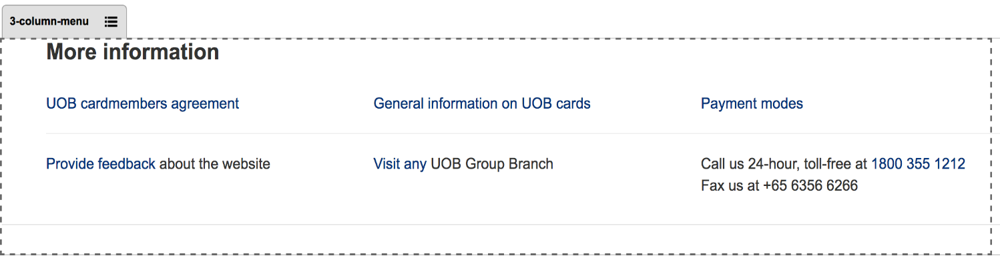 3-column-menu
More information
UOB cardmembers agreement
General information on UOB cards
Payment modes
Provide feedback about the website
Visit any UOB Group Branch
Call us 24-hour, toll-free at 1800 355 1212
Fax us at +65 6356 6266